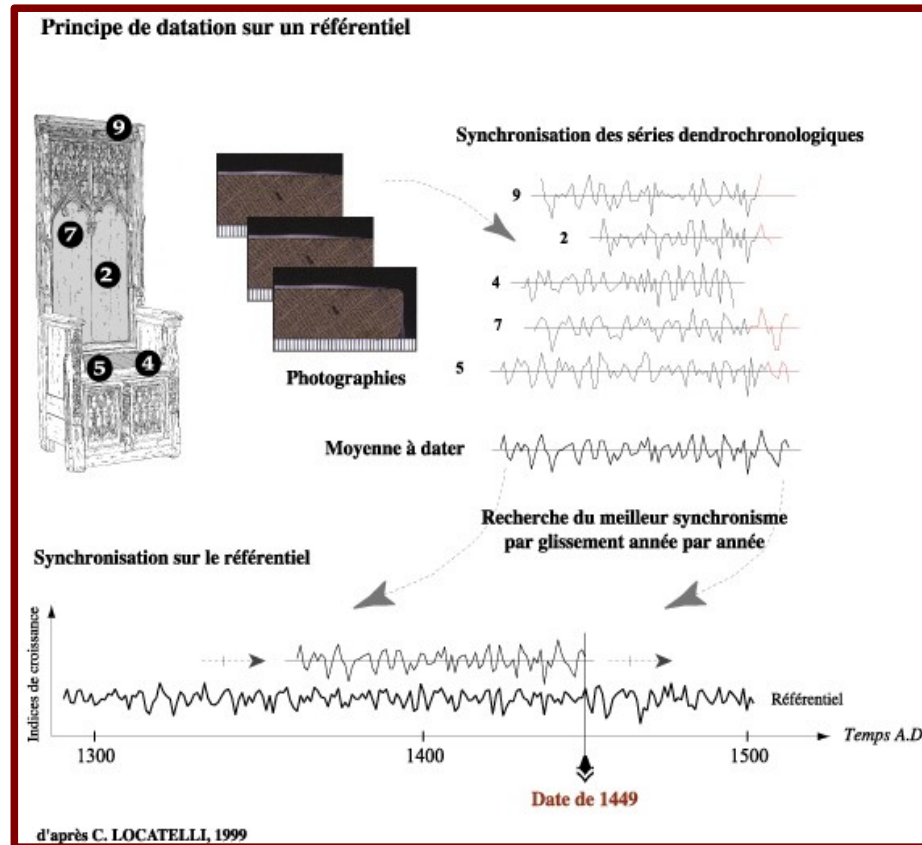 Principe de datation sur un référentiel
9
7
2
5
4
Photographies
Synchronisation des séries dendrochronologiques
9
2
4
7
5
Moyenne à dater
Recherche du meilleur synchronisme
par glissement année par année
Synchronisation sur le référentiel
Indices de croissance
Référentiel
1300
1400
1500
Temps A.D
Date de 1449
d'après C. LOCATELLI, 1999